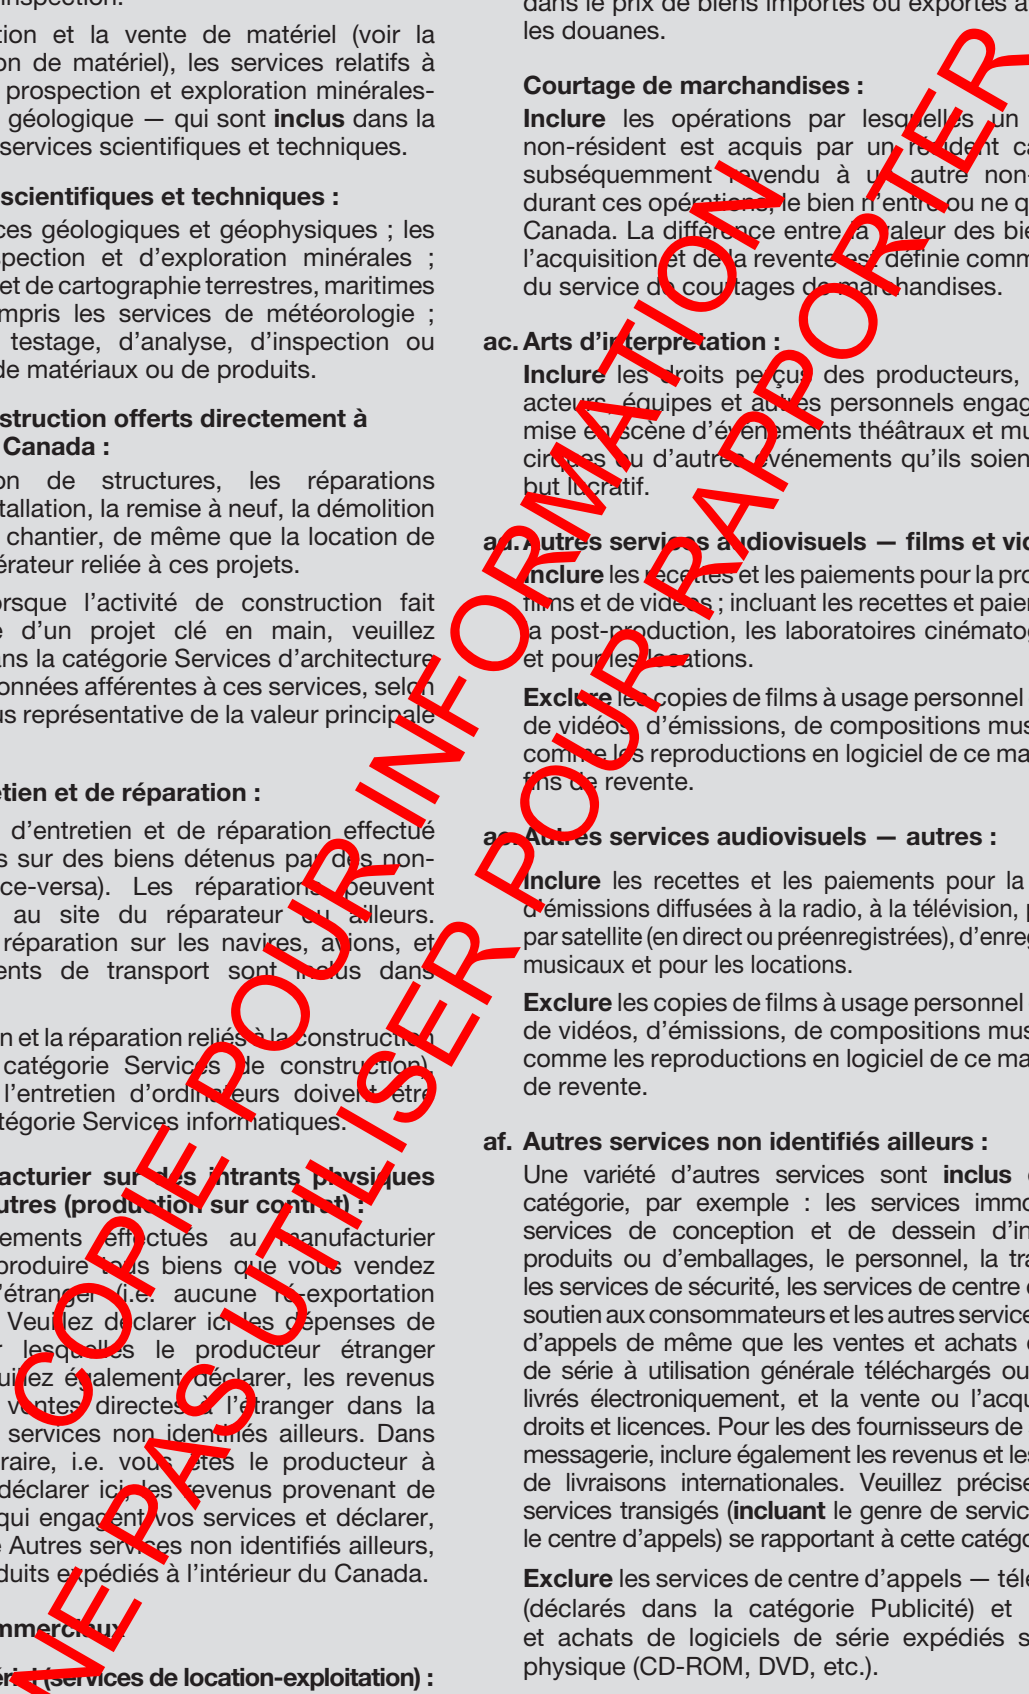 inspection.
tion et la vente de matériel (voir la
on de matériel), les services relatifs à
prospection et exploration minérales-
géologique — qui sont inclus dans la
services scientifiques et techniques.
scientifiques et techniques :
ces géologiques et géophysiques ; les
spection et d'exploration minérales ;
et de cartographie terrestres, maritimes
mpris les services de météorologie ;
testage, d'analyse, d'inspection ou
de matériaux ou de produits.
struction offerts directement à
Canada :
on de structures, les réparations
tallation, la remise à neuf, la démolition
chantier, de même que la location de
érateur reliée à ces projets.
orsque l'activité de construction fait
e d'un projet clé en main, veuillez
ans la catégorie Services d'architecture
onnées afférentes à ces services, selon
us représentative de la valeur principale
etien et de réparation :
d'entretien et de réparation effectué
s sur des biens détenus par des non-
ce-versa). Les réparations peuvent
au site du réparateur ou ailleurs.
réparation sur les navires, avions, et
ents de transport sont inclus dans
n et la réparation reliés à la construction
catégorie Services de construction).
l'entretien d'ordinateurs doivent être
tégorie Services informatiques.
acturier sur des intrants physiques
utres (production sur contrat) :
ements effectués au manufacturier
produire tous biens que vous vendez
l'étranger (i.e. aucune ré-exportation
Veuillez déclarer ici les dépenses de
r lesquelles le producteur étranger
uillez également déclarer, les revenus
ventes directes à l'étranger dans la
services non identifiés ailleurs. Dans
raire, i.e. vous êtes le producteur à
déclarer ici, les revenus provenant de
qui engagent vos services et déclarer,
e Autres services non identifiés ailleurs,
duits expédiés à l'intérieur du Canada.
mmerciaux
ériel (services de location-exploitation) :
dans le prix de biens importés ou exportés a
les douanes.
Courtage de marchandises :
Inclure les opérations par lesquelles un
non-résident est acquis par un résident ca
subséquemment revendu à un autre non-
durant ces opérations, le bien n'entre ou ne q
Canada. La différence entre la valeur des bie
l'acquisition et de la revente est définie comm
du service de courtages de marchandises.
ac. Arts d'interprétation :
Inclure les droits perçus des producteurs,
acteurs, équipes et autres personnels engag
mise en scène d'événements théâtraux et mu
cirques ou d'autres événements qu'ils soien
but lucratif.
ad. Autres services audiovisuels — films et vid
Inclure les recettes et les paiements pour la pro
films et de vidéos ; incluant les recettes et paien
la post-production, les laboratoires cinématog
et pour les locations.
Exclure les copies de films à usage personnel
de vidéos, d'émissions, de compositions mus
comme les reproductions en logiciel de ce ma
fins de revente.
ae. Autres services audiovisuels — autres :
Inclure les recettes et les paiements pour la
d'émissions diffusées à la radio, à la télévision, p
par satellite (en direct ou préenregistrées), d'enreg
musicaux et pour les locations.
Exclure les copies de films à usage personnel
de vidéos, d'émissions, de compositions mus
comme les reproductions en logiciel de ce ma
de revente.
af. Autres services non identifiés ailleurs :
Une variété d'autres services sont inclus
catégorie, par exemple : les services immo
services de conception et de dessein d'in
produits ou d'emballages, le personnel, la tra
les services de sécurité, les services de centre
soutien aux consommateurs et les autres service
d'appels de même que les ventes et achats
de série à utilisation générale téléchargés ou
livrés électroniquement, et la vente ou l'acqu
droits et licences. Pour les des fournisseurs de
messagerie, inclure également les revenus et les
de livraisons internationales. Veuillez précise
services transigés (incluant le genre de servic
le centre d'appels) se rapportant à cette catégo
Exclure les services de centre d'appels — télé
(déclarés dans la catégorie Publicité) et
et achats de logiciels de série expédiés s
physique (CD-ROM, DVD, etc.).
COPIE POUR INFORMATION
NE PAS UTILISER POUR RAPPORTER